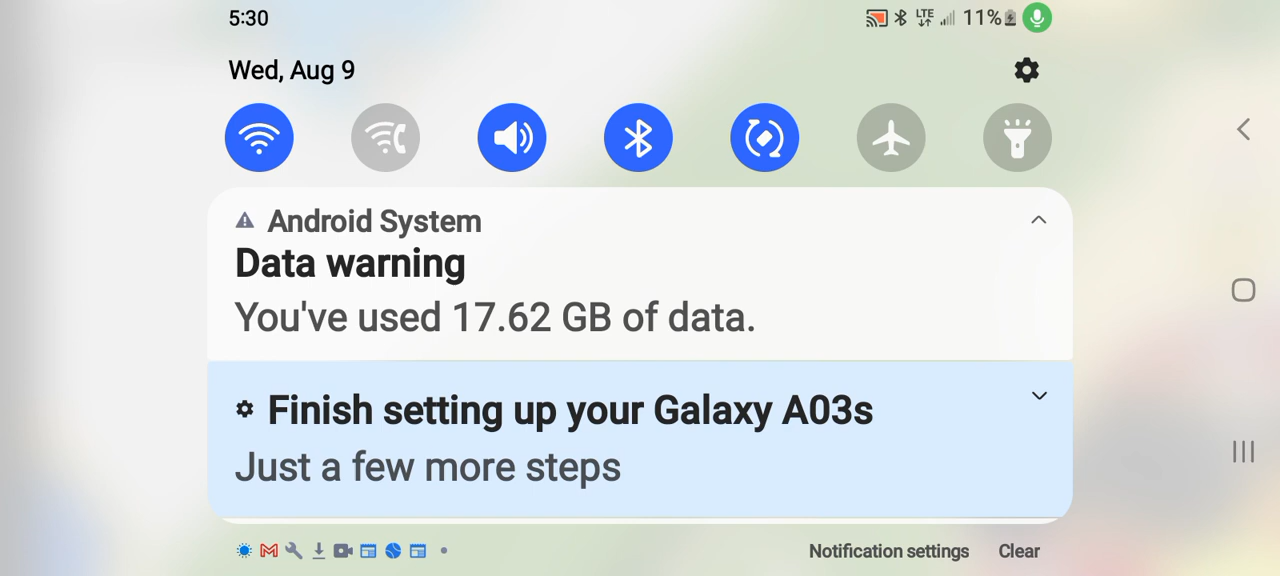 5:30
LTE 11%
Wed, Aug 9
Android System
Data warning
You've used 17.62 GB of data.
Finish setting up your Galaxy A03s
Just a few more steps
Notification settings Clear